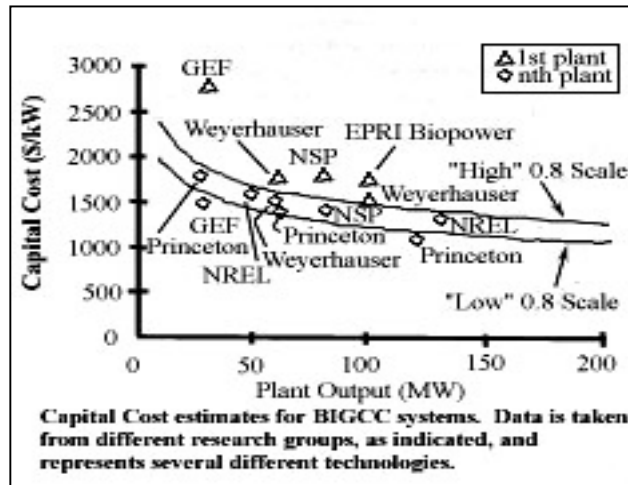 1st plant
nth plant
3000
2500
2000
1500
1000
500
0
Capital Cost ($/kW)
GEF
Weyerhauser
NSP
EPRI Biopower
Weyerhauser
"High" 0.8 Scale
GEF
NSP
NREL
Princeton
Princeton
Weyerhauser
NREL
Princeton
"Low" 0.8 Scale
0 50 100 150 200
Plant Output (MW)
Capital Cost estimates for BIGCC systems. Data is taken
from different research groups, as indicated, and
represents several different technologies.